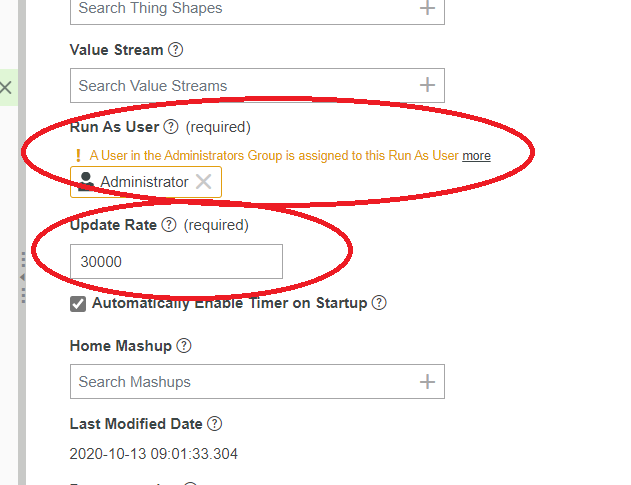 Search Thing Shapes
Value Stream
Search Value Streams
Run As User (required)
! A User in the Administrators Group is assigned to this Run As User more
Administrator
Update Rate (required)
30000
Automatically Enable Timer on Startup
Home Mashup
Search Mashups
Last Modified Date
2020-10-13 09:01:33.304